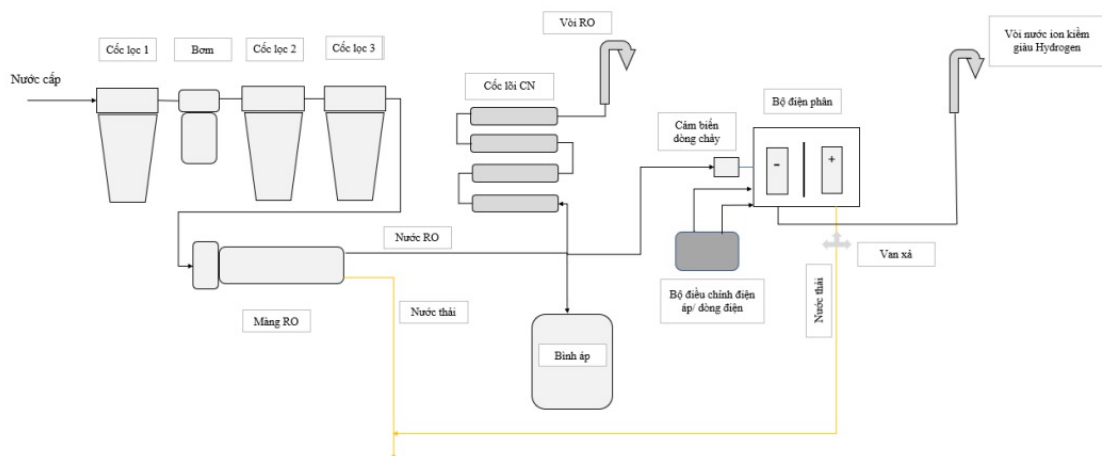 Vòi RO
Vòi nước ion kiềm
giàu Hydrogen
Cốc lọc 1
Bơm
Cốc lọc 2
Cốc lọc 3
Nước cấp
Cốc lõi CN
Bộ điện phân
Cảm biến
dòng chảy
-
+
Nước RO
Van xả
Bộ điều chỉnh điện
áp/ dòng điện
Nước thải
Nước thải
Màng RO
Bình áp